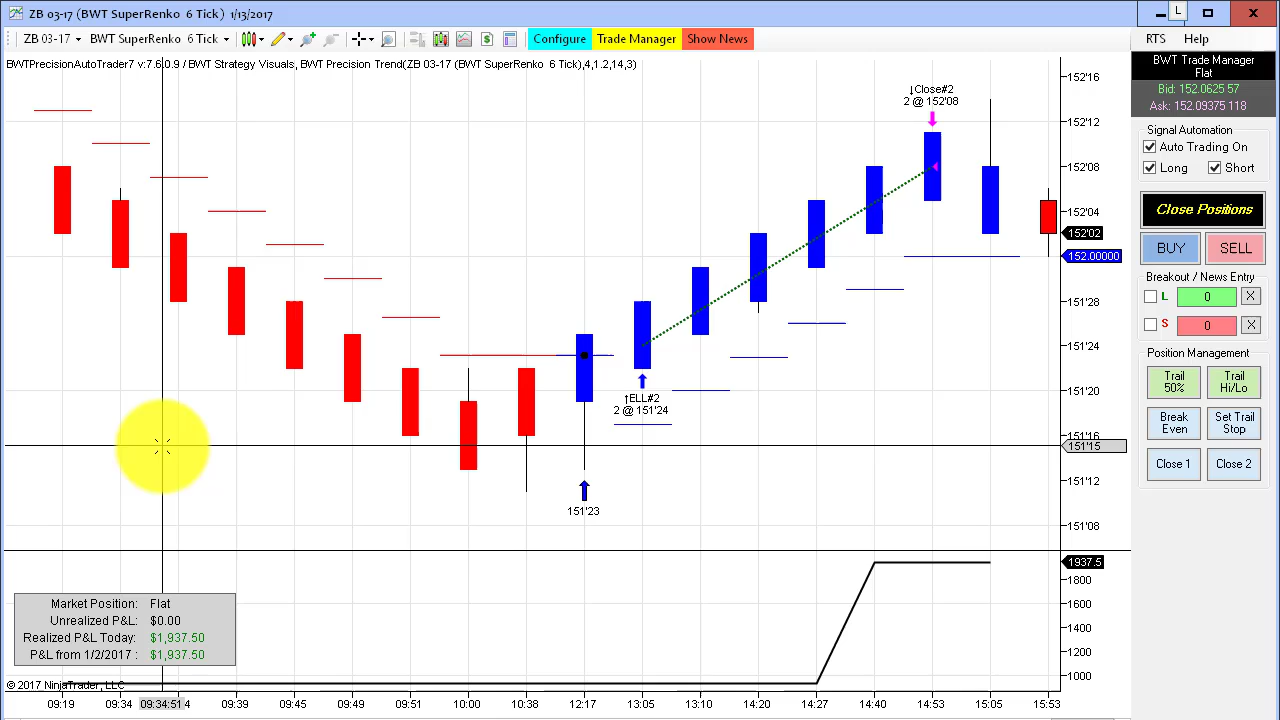 ZB 03-17 (BWT SuperRenko  6 Tick)  1/13/2017
L
ZB 03-17 BWT SuperRenko  6 Tick Configure Trade Manager Show News
RTS Help
BWTPrecisionAutoTrader7 v:7.6.0.9 / BWT Strategy Visuals, BWT Precision Trend(ZB 03-17 (BWT SuperRenko  6 Tick),4,1.2,14,3)
BWT Trade Manager
Flat
Bid: 152.0625 57
Ask: 152.09375 118
Signal Automation
Auto Trading On
Long Short
Close Positions
BUY SELL
Breakout / News Entry
L 0 X
S 0 X
Position Management
Trail 50%
Trail Hi/Lo
Break Even
Set Trail Stop
Close 1
Close 2
↓Close#2
2 @ 152'08
↑ELL#2
2 @ 151'24
151'23
152'16
152'12
152'08
152'04
152'02
152.00000
151'28
151'24
151'20
151'16
151'15
151'12
151'08
1937.5
1800
1600
1400
1200
1000
Market Position: Flat
Unrealized P&L: $0.00
Realized P&L Today: $1,937.50
P&L from 1/2/2017 : $1,937.50
© 2017 NinjaTrader, LLC
09:19 09:34 09:34:51 4 09:39 09:45 09:49 09:51 10:00 10:38 12:17 13:05 13:10 14:20 14:27 14:40 14:53 15:05 15:53